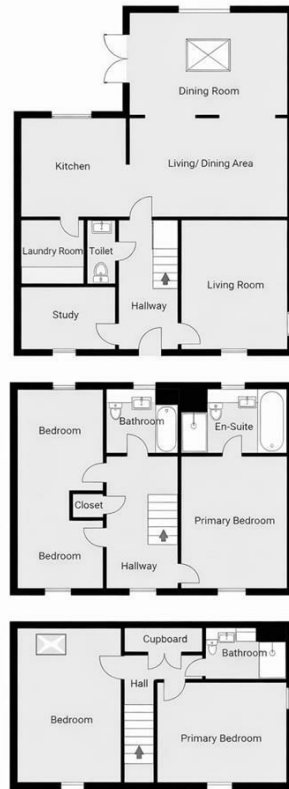 Dining Room
Kitchen
Living/ Dining Area
Laundry Room
Toilet
Study
Hallway
Living Room
Bedroom
Bathroom
En-Suite
Closet
Bedroom
Hallway
Primary Bedroom
Cupboard
Bathroom
Hall
Bedroom
Primary Bedroom